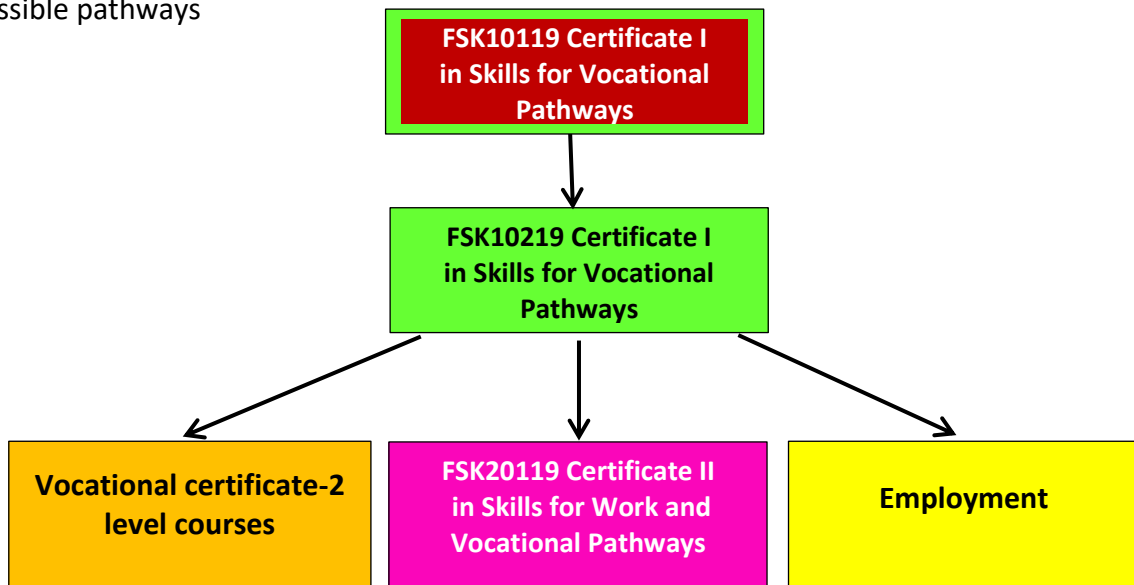 ssible pathways
FSK10119 Certificate I
in Skills for Vocational
Pathways
FSK10219 Certificate I
in Skills for Vocational
Pathways
Vocational certificate-2
level courses
FSK20119 Certificate II
in Skills for Work and
Vocational Pathways
Employment